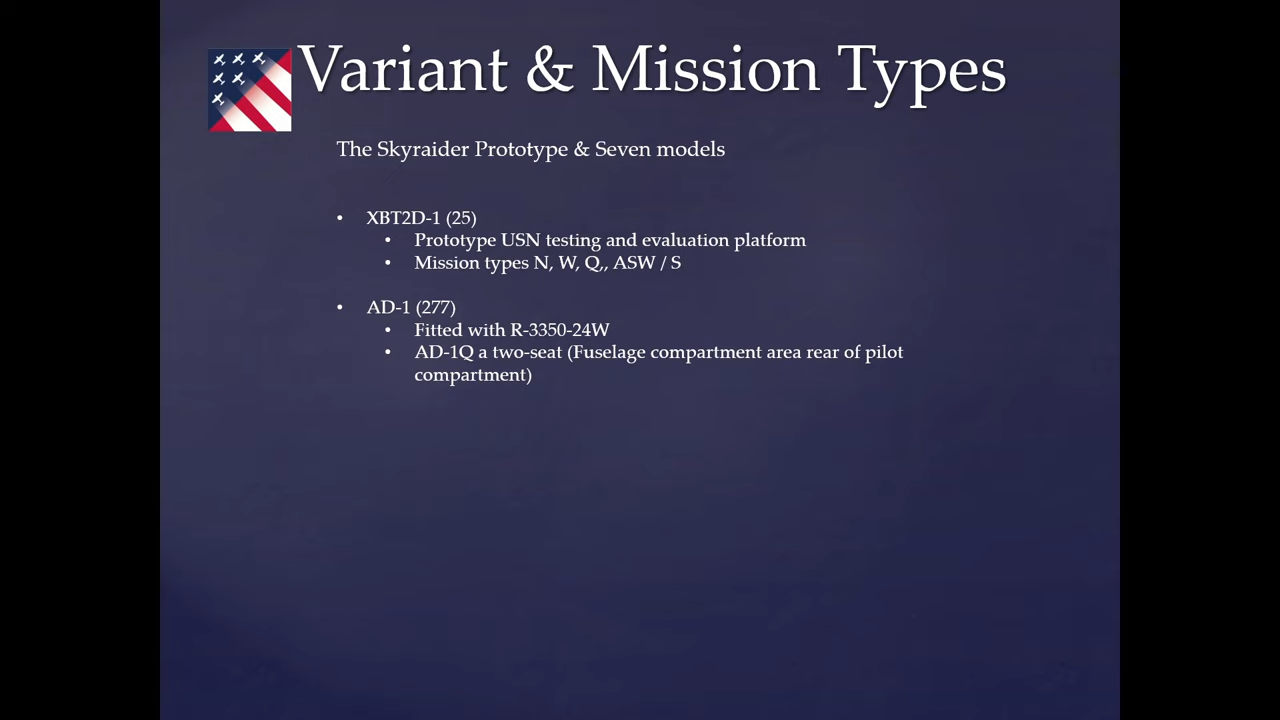 Variant & Mission Types
The Skyraider Prototype & Seven models
• XBT2D-1 (25)
• Prototype USN testing and evaluation platform
• Mission types N, W, Q,, ASW / S
• AD-1 (277)
• Fitted with R-3350-24W
• AD-1Q a two-seat (Fuselage compartment area rear of pilot
compartment)